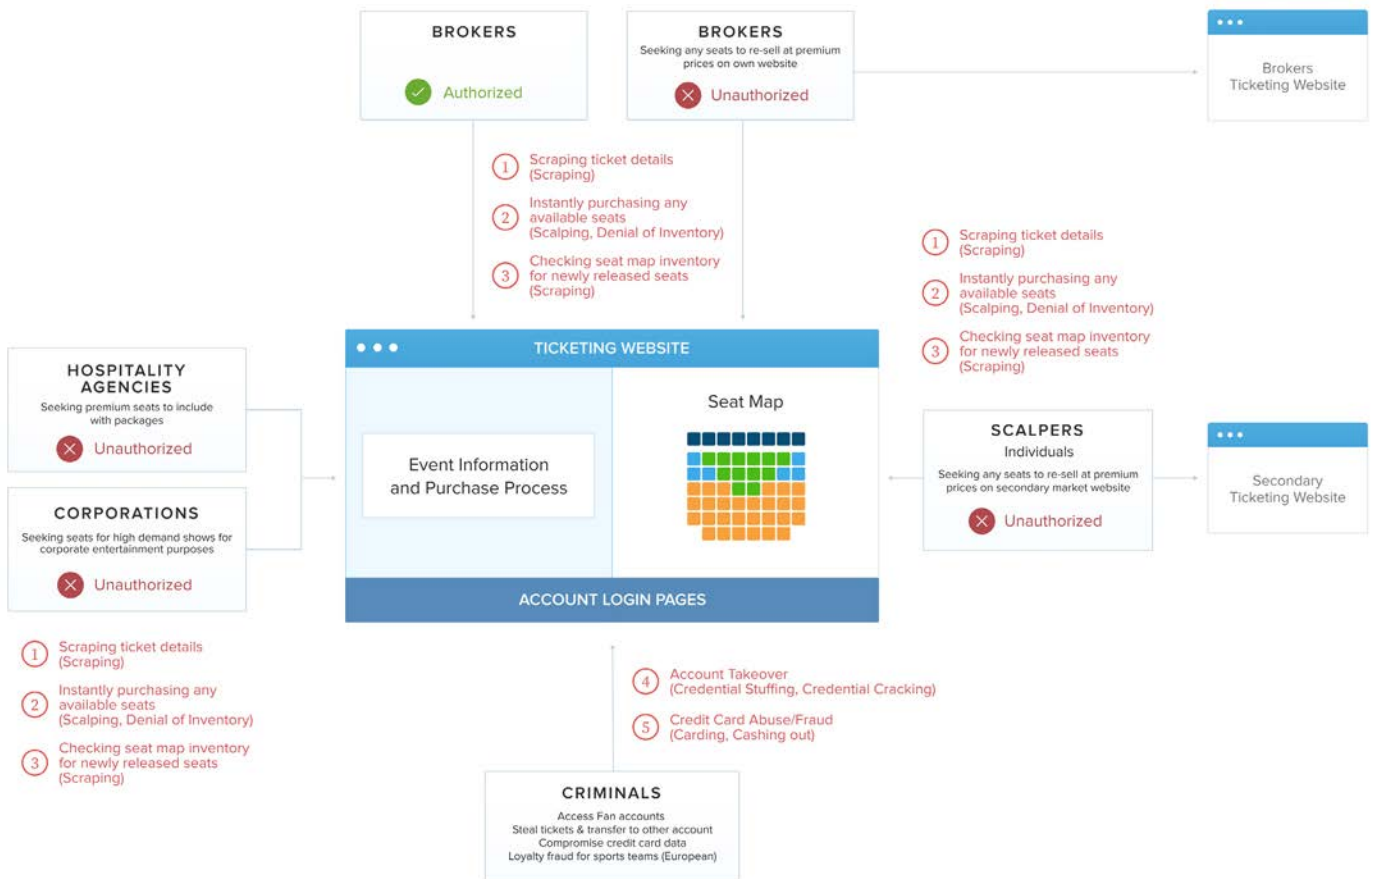 BROKERS
Authorized
BROKERS
Seeking any seats to re-sell at premium
prices on own website
Unauthorized
Brokers
Ticketing Website
1 Scraping ticket details
(Scraping)
2 Instantly purchasing any
available seats
(Scalping, Denial of Inventory)
3 Checking seat map inventory
for newly released seats
(Scraping)
1 Scraping ticket details
(Scraping)
2 Instantly purchasing any
available seats
(Scalping, Denial of Inventory)
3 Checking seat map inventory
for newly released seats
(Scraping)
HOSPITALITY
AGENCIES
Seeking premium seats to include
with packages
Unauthorized
CORPORATIONS
Seeking seats for high demand shows for
corporate entertainment purposes
Unauthorized
1 Scraping ticket details
(Scraping)
2 Instantly purchasing any
available seats
(Scalping, Denial of Inventory)
3 Checking seat map inventory
for newly released seats
(Scraping)
TICKETING WEBSITE
Event Information
and Purchase Process
Seat Map
ACCOUNT LOGIN PAGES
SCALPERS
Individuals
Seeking any seats to re-sell at premium
prices on secondary market website
Unauthorized
Secondary
Ticketing Website
4 Account Takeover
(Credential Stuffing, Credential Cracking)
5 Credit Card Abuse/Fraud
(Carding, Cashing out)
CRIMINALS
Access Fan accounts
Steal tickets & transfer to other account
Compromise credit card data
Loyalty fraud for sports teams (European)